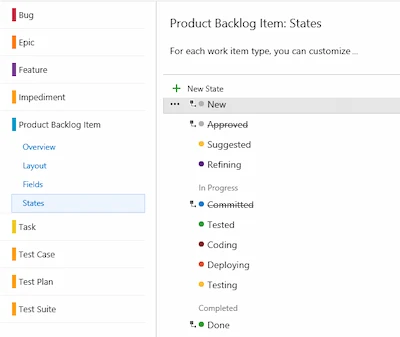 Bug
Epic
Feature
Impediment
Product Backlog Item
Overview
Layout
Fields
States
Task
Test Case
Test Plan
Test Suite
Product Backlog Item: States
For each work item type, you can customize ...
New State
New
Approved
Suggested
Refining
In Progress
Committed
Tested
Coding
Deploying
Testing
Completed
Done